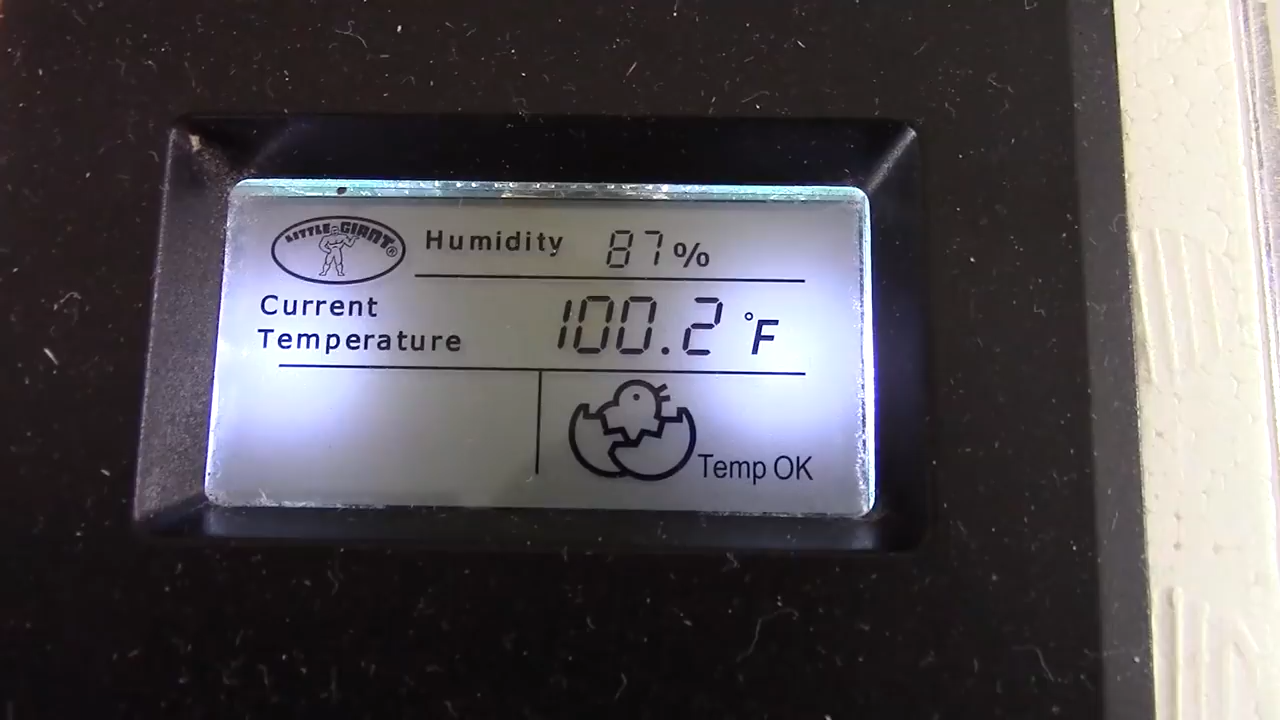 LITTLE GIANT®
Humidity 87%
Current
Temperature 100.2 °F
Temp OK